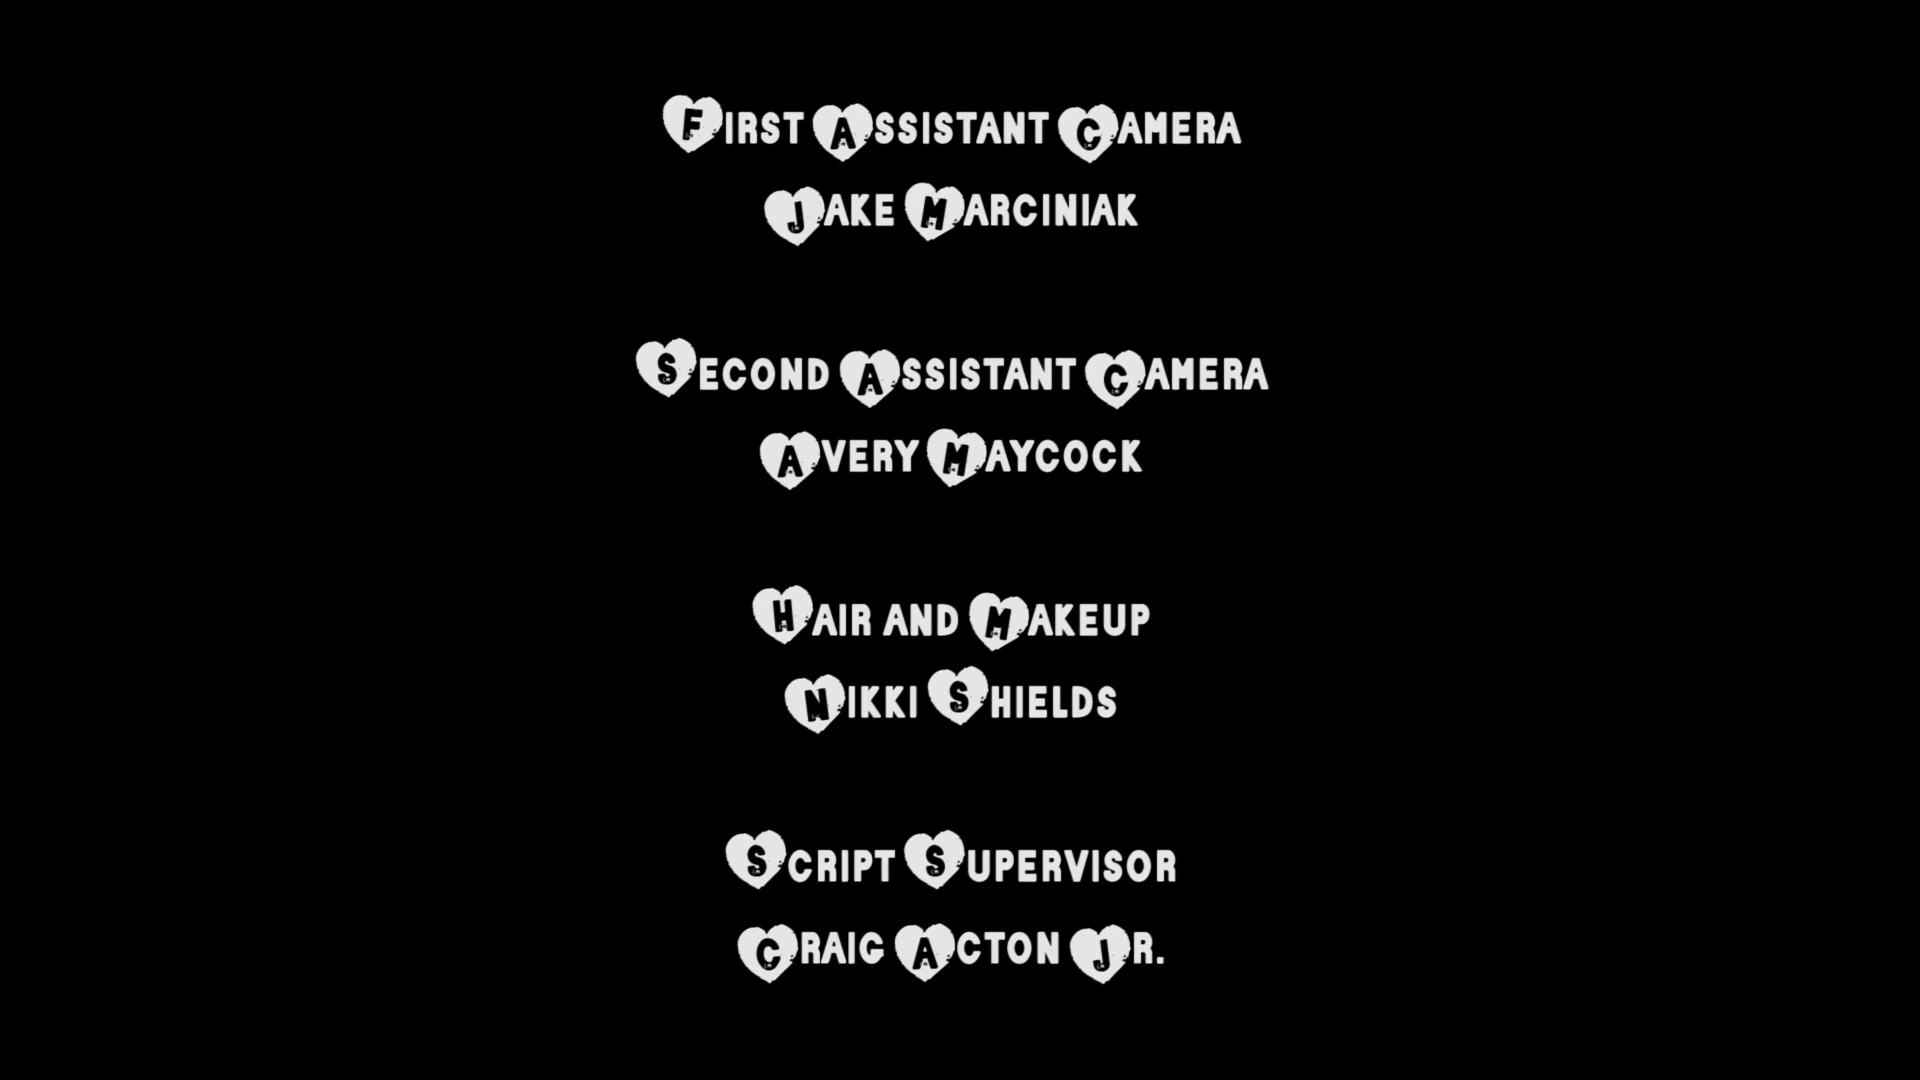 First Assistant Camera
Jake Marciniak
Second Assistant Camera
Avery Maycock
Hair and Makeup
Nikki Shields
Script Supervisor
Craig Acton Jr.